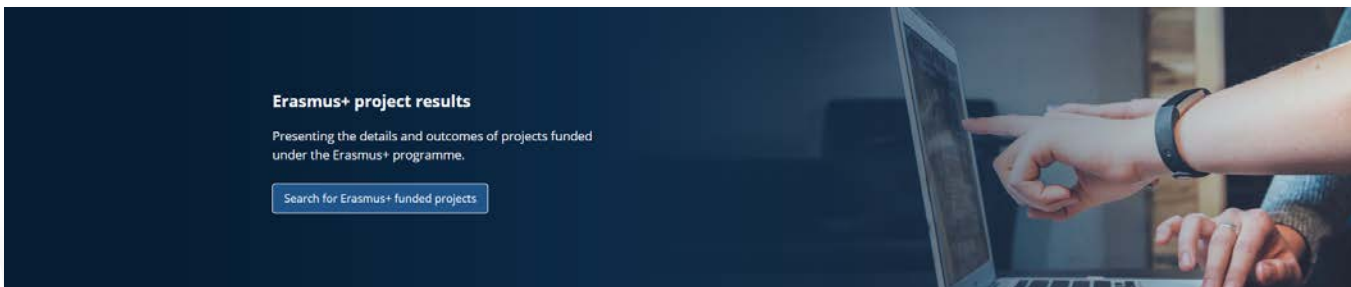 Erasmus+ project results
Presenting the details and outcomes of projects funded
under the Erasmus+ programme.
Search for Erasmus+ funded projects